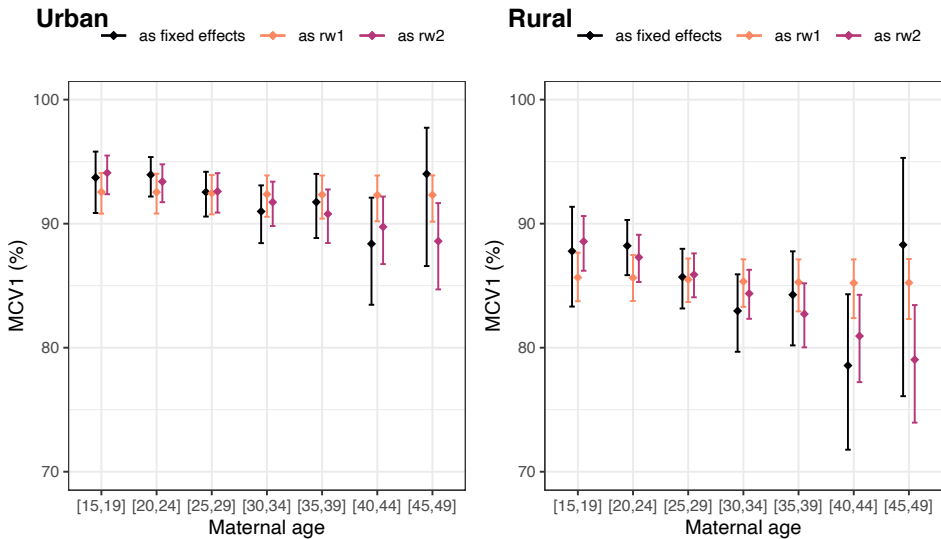 Urban
as fixed effects as rw1 as rw2
MCV1 (%)
100
90
80
70
[15,19] [20,24] [25,29] [30,34] [35,39] [40,44] [45,49]
Maternal age
Rural
as fixed effects as rw1 as rw2
MCV1 (%)
100
90
80
70
[15,19] [20,24] [25,29] [30,34] [35,39] [40,44] [45,49]
Maternal age